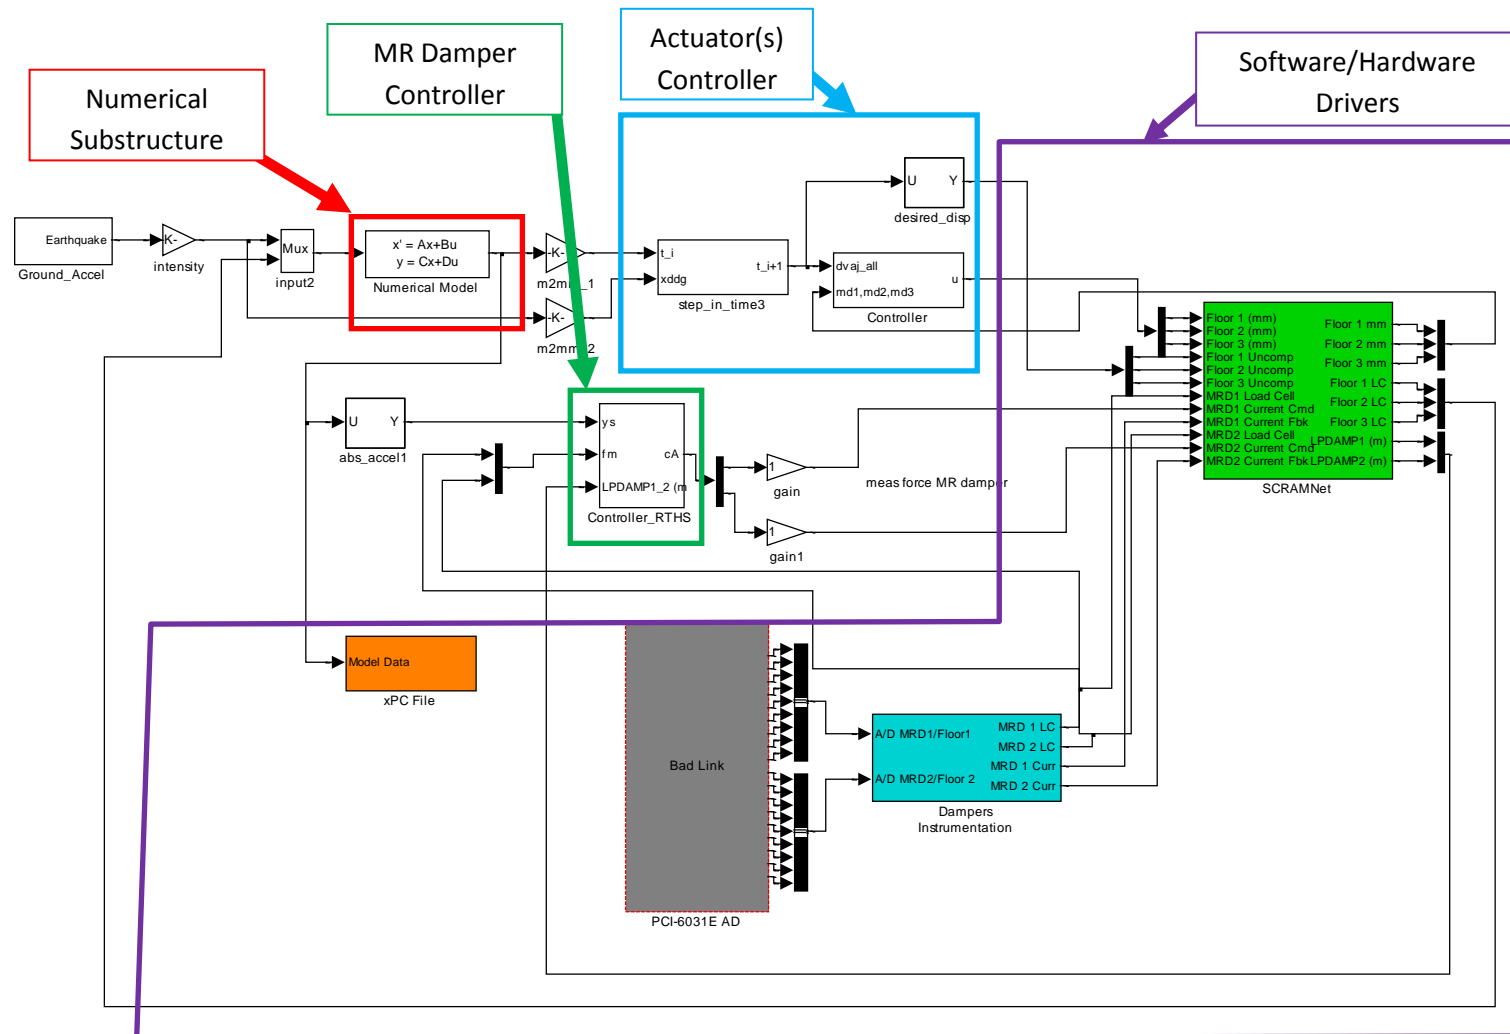 MR Damper
Controller
Actuator(s)
Controller
Software/Hardware
Drivers
Numerical
Substructure
Earthquake
Ground_Accel
K-
intensity
Mux
input2
x' = Ax+Bu
y = Cx+Du
Numerical Model
-K-
-K-
t_i
xddg
t_i+1
step_in_time3
U
Y
desired_disp
dvaj_all
md1,md2,md3
u
Controller
Floor 1 (mm)
Floor 2 (mm)
Floor 3 (mm)
Floor 1 Uncomp
Floor 2 Uncomp
Floor 3 Uncomp
MRD1 Load Cell
MRD1 Current Cmd
MRD1 Current Fbk
MRD2 Load Cell
MRD2 Current Cmd
MRD2 Current Fbk
Floor 1 mm
Floor 2 mm
Floor 3 mm
Floor 1 LC
Floor 2 LC
Floor 3 LC
LPDAMP1 (m)
LPDAMP2 (m)
SCRAMNet
U
Y
abs_accel1
ys
fm
LPDAMP1_2 (m
cA
Controller_RTHS
1
gain
meas force MR damper
1
gain1
Model Data
xPC File
Bad Link
PCI-6031E AD
A/D MRD1/Floor1
A/D MRD2/Floor 2
MRD 1 LC
MRD 2 LC
MRD 1 Curr
MRD 2 Curr
Dampers
Instrumentation